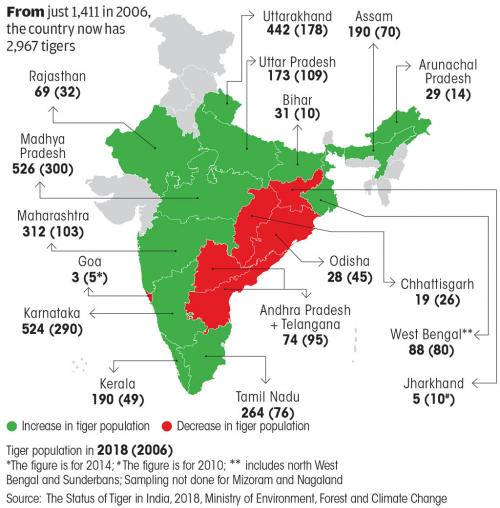 From just 1,411 in 2006,
the country now has
2,967 tigers
Uttarakhand
442 (178)
Assam
190 (70)
Uttar Pradesh
173 (109)
Arunachal
Pradesh
29 (14)
Rajasthan
69 (32)
Bihar
31 (10)
Madhya
Pradesh
526 (300)
Maharashtra
312 (103)
Goa
3 (5*)
Odisha
28 (45)
Chhattisgarh
19 (26)
Karnataka
524 (290)
Andhra Pradesh
+ Telangana
74 (95)
West Bengal**
88 (80)
Jharkhand
5 (10#)
Kerala
190 (49)
Tamil Nadu
264 (76)
Increase in tiger population
Decrease in tiger population
Tiger population in 2018 (2006)
*The figure is for 2014; *The figure is for 2010; ** includes north West
Bengal and Sunderbans; Sampling not done for Mizoram and Nagaland
Source: The Status of Tiger in India, 2018, Ministry of Environment, Forest and Climate Change